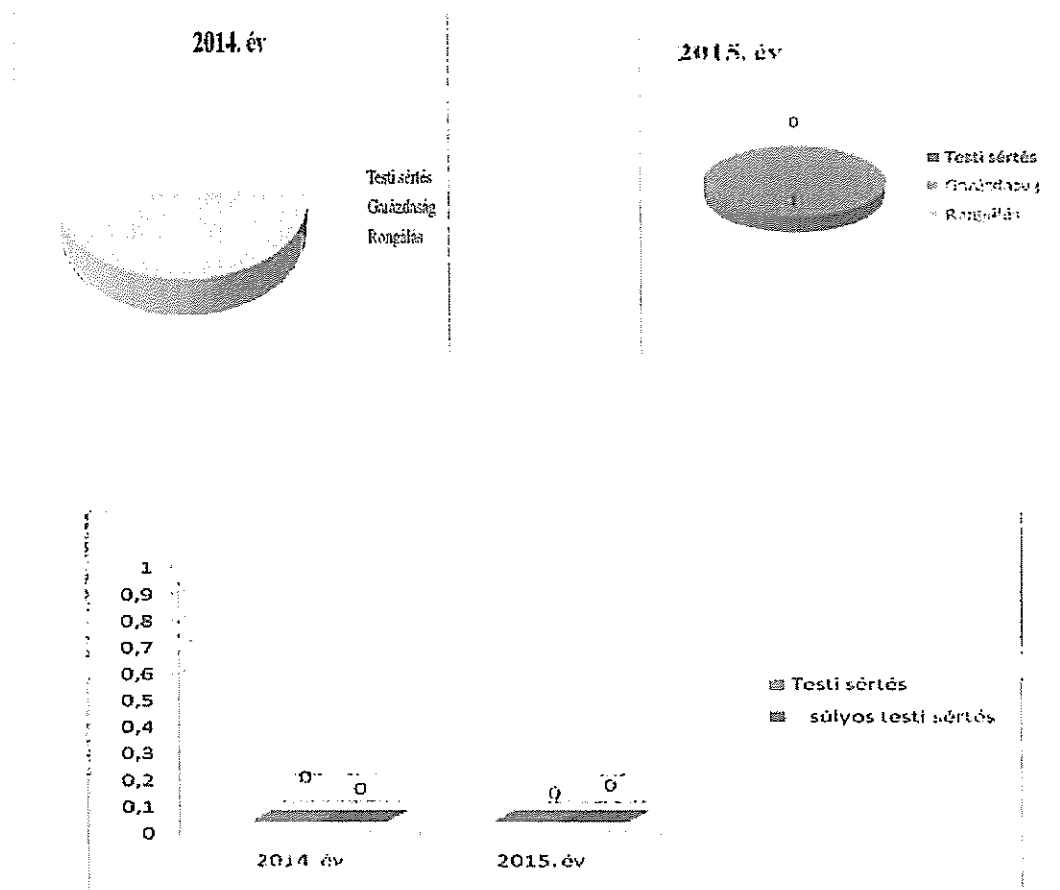 2014. év
Testi sértés
Garázdaság
Rongálás
2015. év
0
1
Testi sértés
Garázdaság
Rongálás
1
0,9
0,8
0,7
0,6
0,5
0,4
0,3
0,2
0,1
0
0
0
0
0
2014 év
2015. év
Testi sértés
súlyos testi sértés